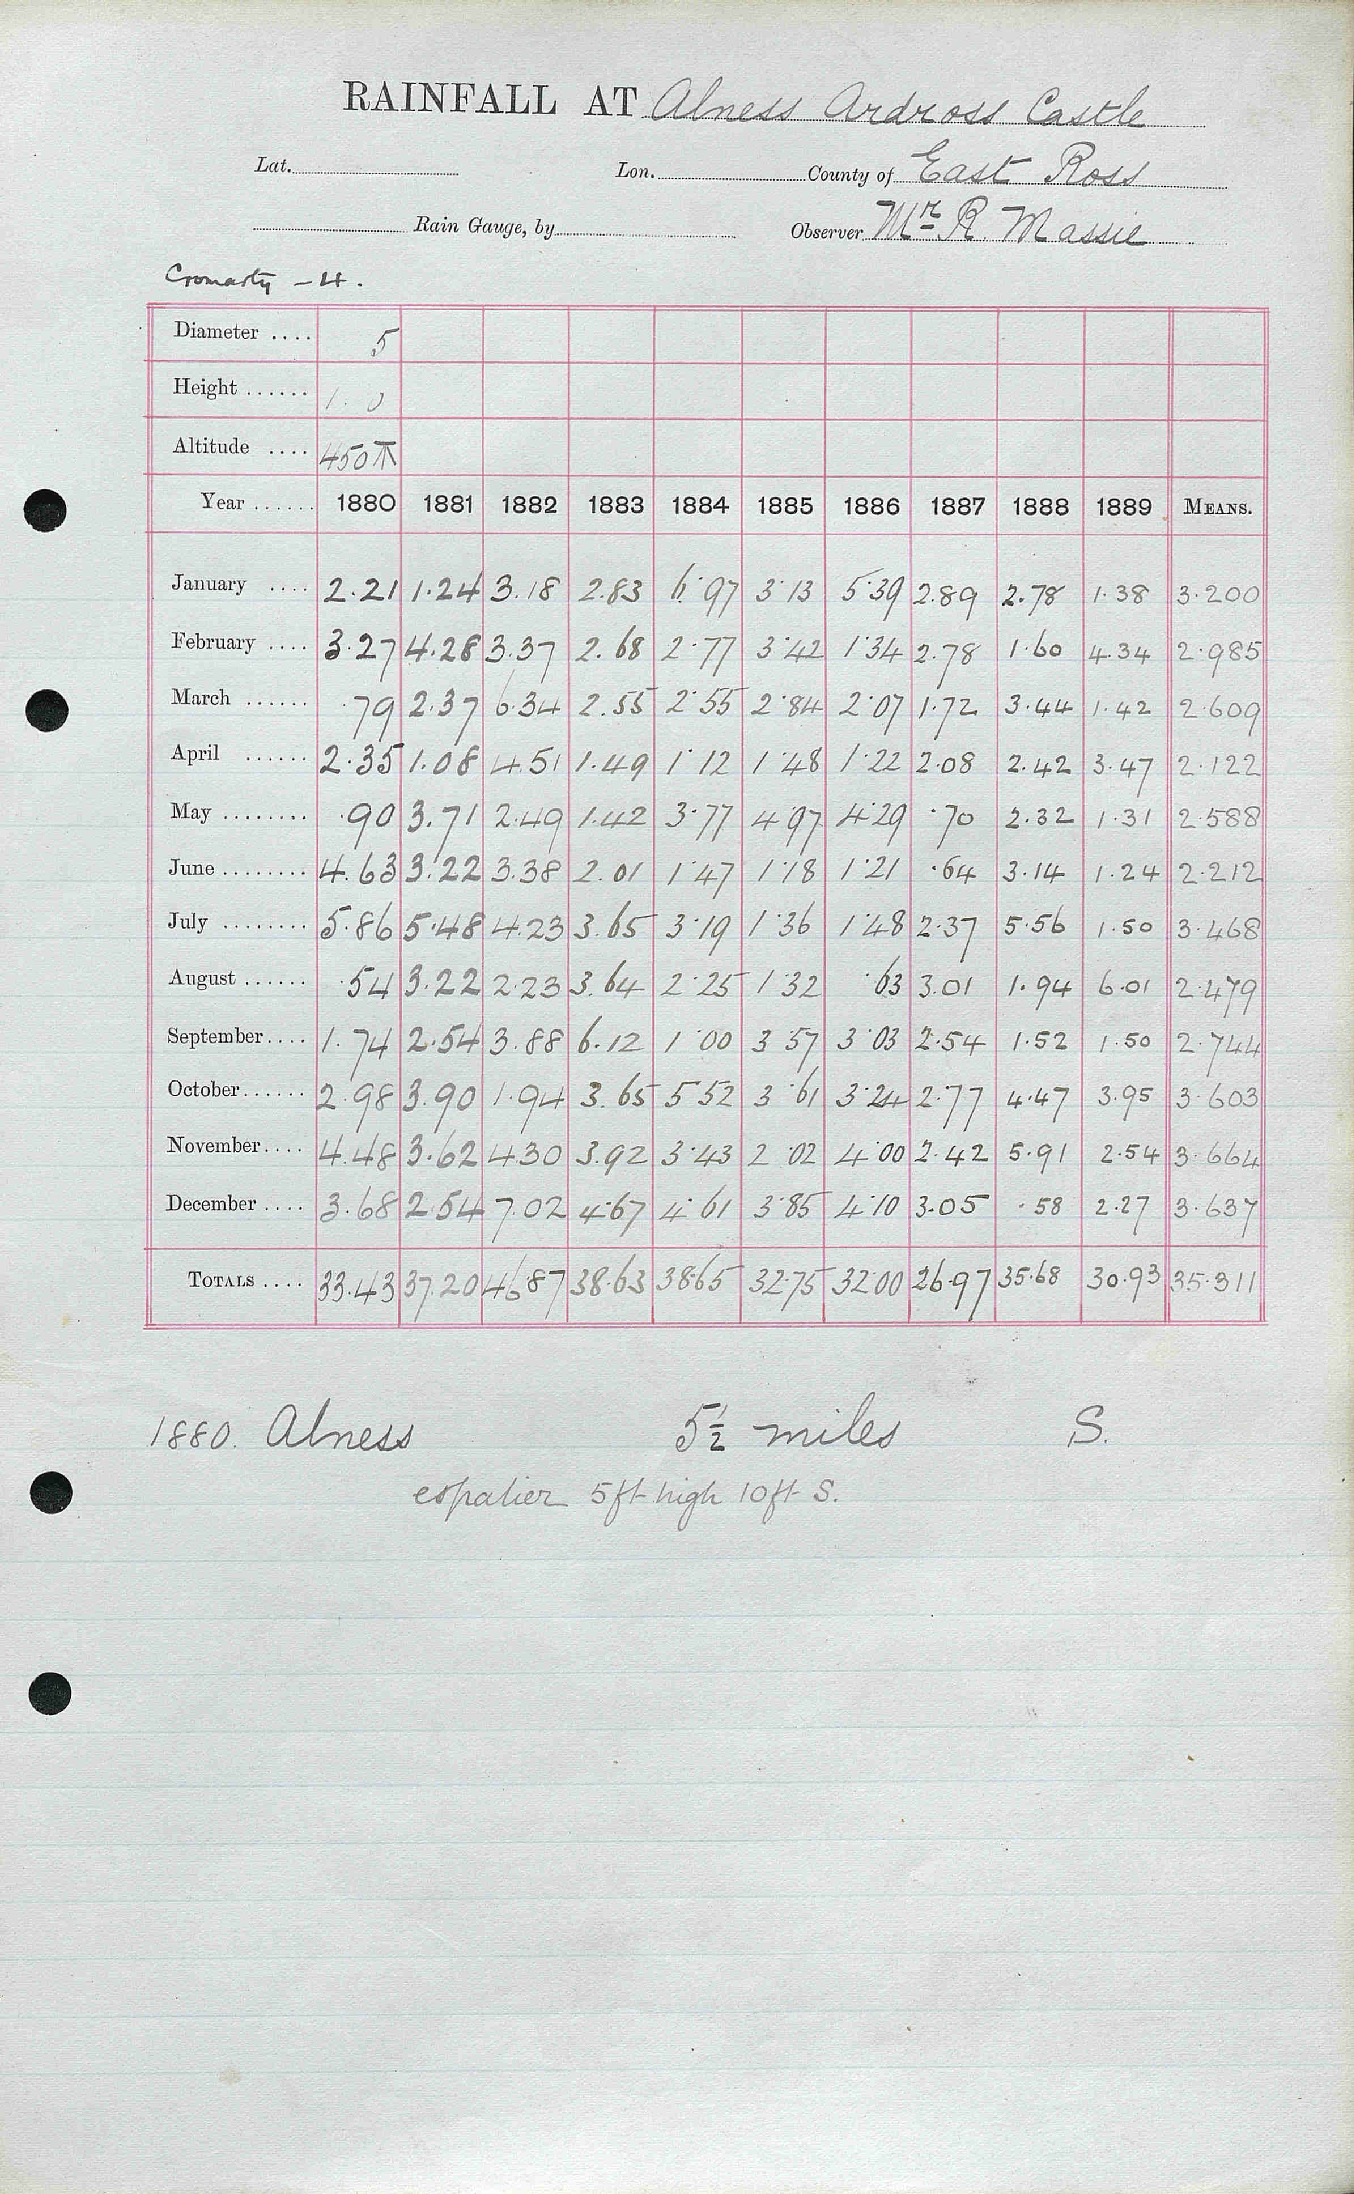 RAINFALL AT Alness Ardross Castle
Lat. Lon. County of East Ross
Rain Gauge, by Observer Mr R Massie
Cromarty - 4.
Diameter .... 5
Height ...... 1. 0
Altitude .... 450 T
Year ...... 1880 1881 1882 1883 1884 1885 1886 1887 1888 1889 MEANS.
January .... 2.21 1.24 3.18 2.83 6.97 3.13 5.39 2.89 2.78 1.38 3.200
February .... 3.27 4.28 3.37 2.68 2.77 3.42 1.34 2.78 1.60 4.34 2.985
March ...... .79 2.37 6.34 2.55 2.55 2.84 2.07 1.72 3.44 1.42 2.609
April ...... 2.35 1.08 4.51 1.49 1.12 1.48 1.22 2.08 2.42 3.47 2.122
May ........ .90 3.71 2.49 1.42 3.77 4.97 4.29 .70 2.32 1.31 2.588
June ........ 4.63 3.22 3.38 2.01 1.47 1.18 1.21 .64 3.14 1.24 2.212
July ........ 5.86 5.48 4.23 3.65 3.19 1.36 1.48 2.37 5.56 1.50 3.468
August ...... .54 3.22 2.23 3.64 2.25 1.32 .63 3.01 1.94 6.01 2.479
September .... 1.74 2.54 3.88 6.12 1.00 3.57 3.03 2.54 1.52 1.50 2.744
October ...... 2.98 3.90 1.94 3.65 5.52 3.61 3.24 2.77 4.47 3.95 3.603
November .... 4.48 3.62 4.30 3.92 3.43 2.02 4.00 2.42 5.91 2.54 3.664
December .... 3.68 2.54 7.02 4.67 4.61 3.85 4.10 3.05 .58 2.27 3.637
TOTALS .... 33.43 37.20 46.87 38.63 38.65 32.75 32.00 26.97 35.68 30.93 35.311
1880. Alness 5½ miles S.
espalier 5ft high 10ft S.